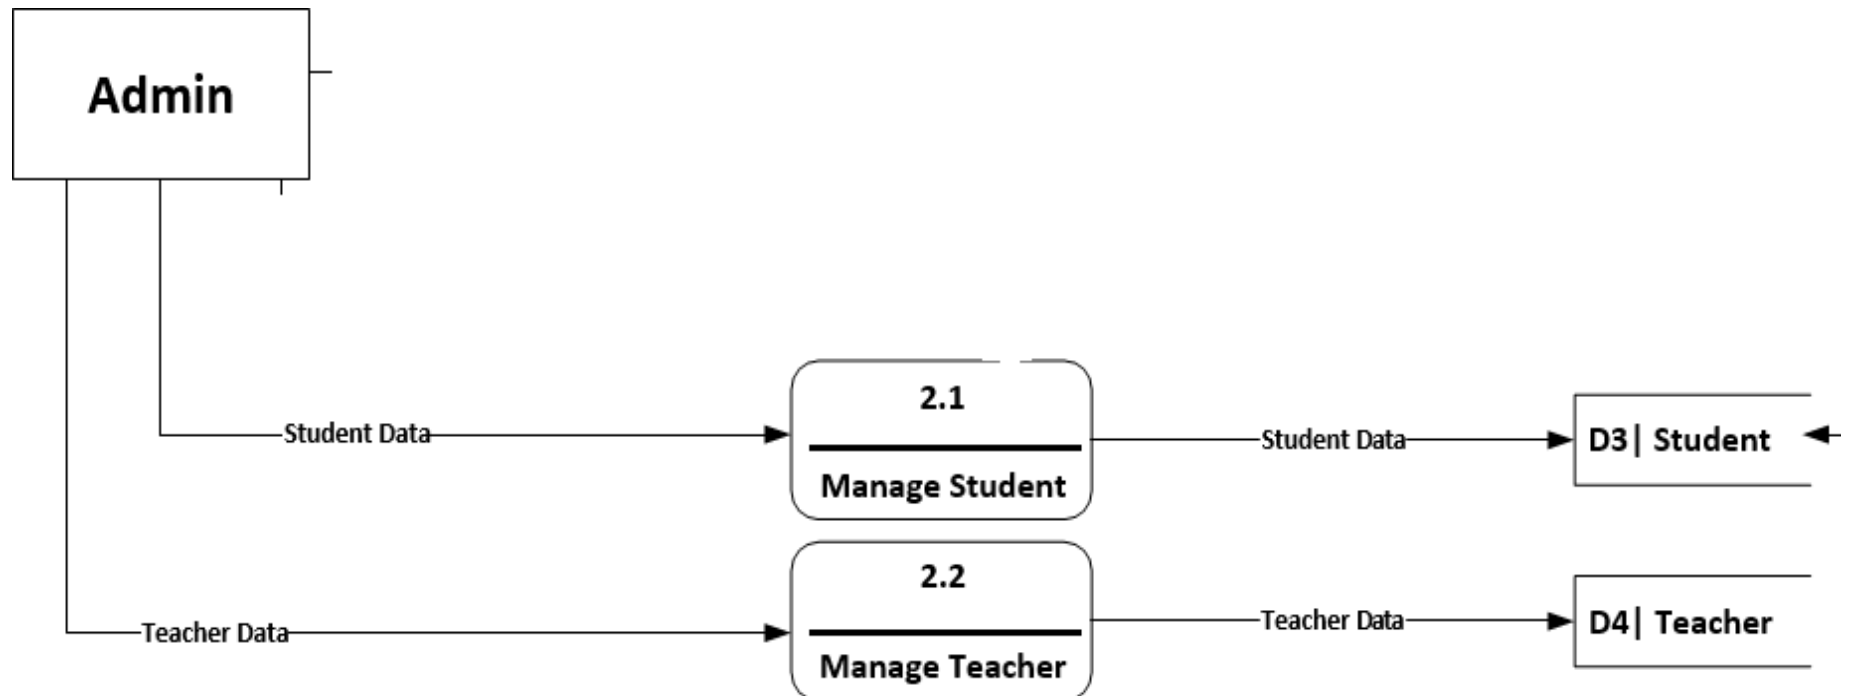 Admin
2.1
Student Data
Student Data
D3| Student
Manage Student
2.2
Teacher Data
Teacher Data
D4| Teacher
Manage Teacher